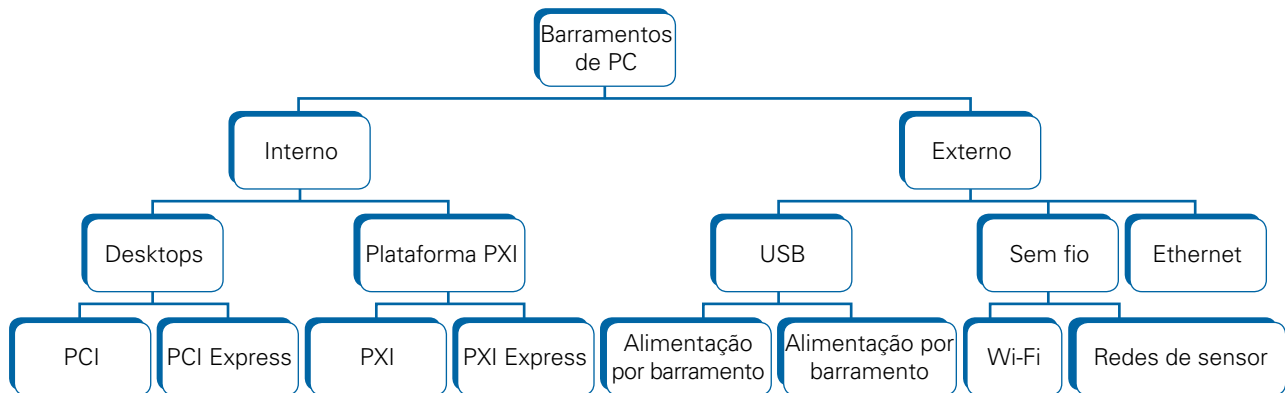 Barramentos
de PC
Interno
Externo
Desktops
Plataforma PXI
USB
Sem fio
Ethernet
PCI
PCI Express
PXI
PXI Express
Alimentação
por barramento
Alimentação por
barramento
Wi-Fi
Redes de sensor